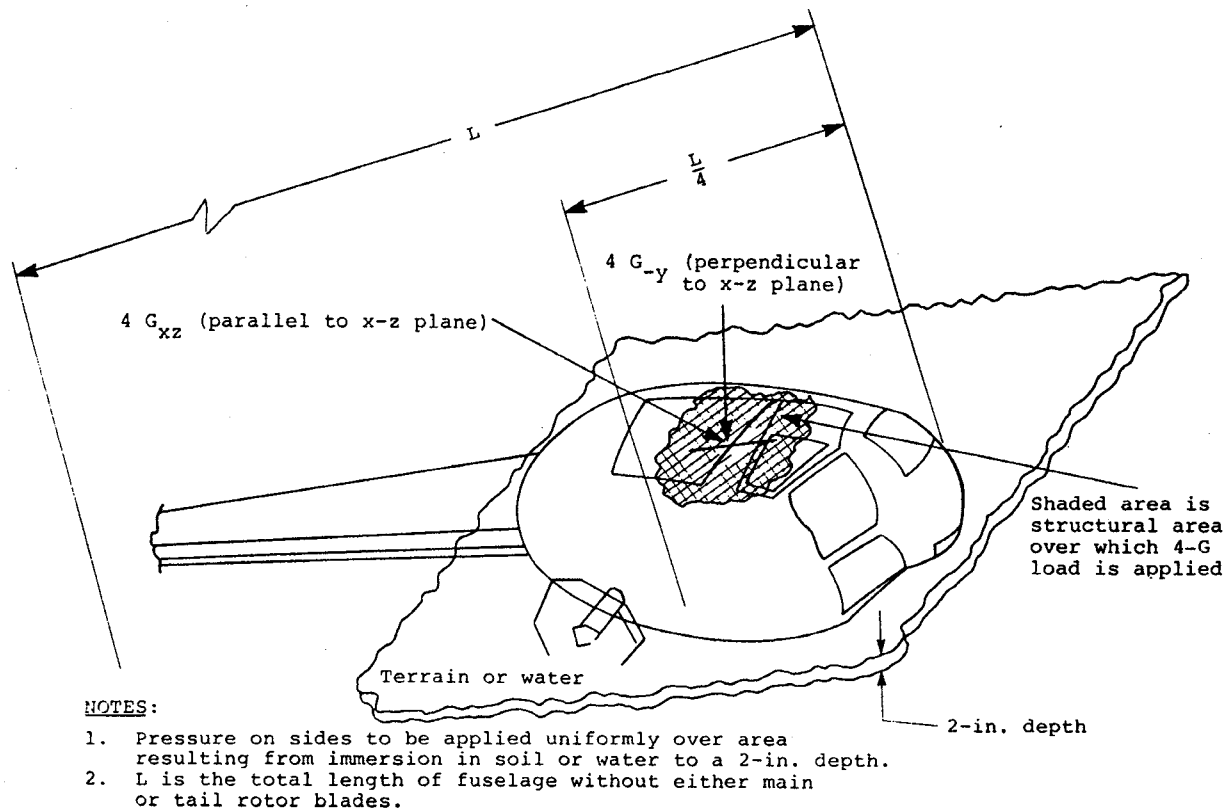 L
L
4
4 G-y (perpendicular
to x-z plane)
4 Gxz (parallel to x-z plane)
Shaded area is
structural area
over which 4-G
load is applied
Terrain or water
2-in. depth
NOTES:
1. Pressure on sides to be applied uniformly over area
resulting from immersion in soil or water to a 2-in. depth.
2. L is the total length of fuselage without either main
or tail rotor blades.